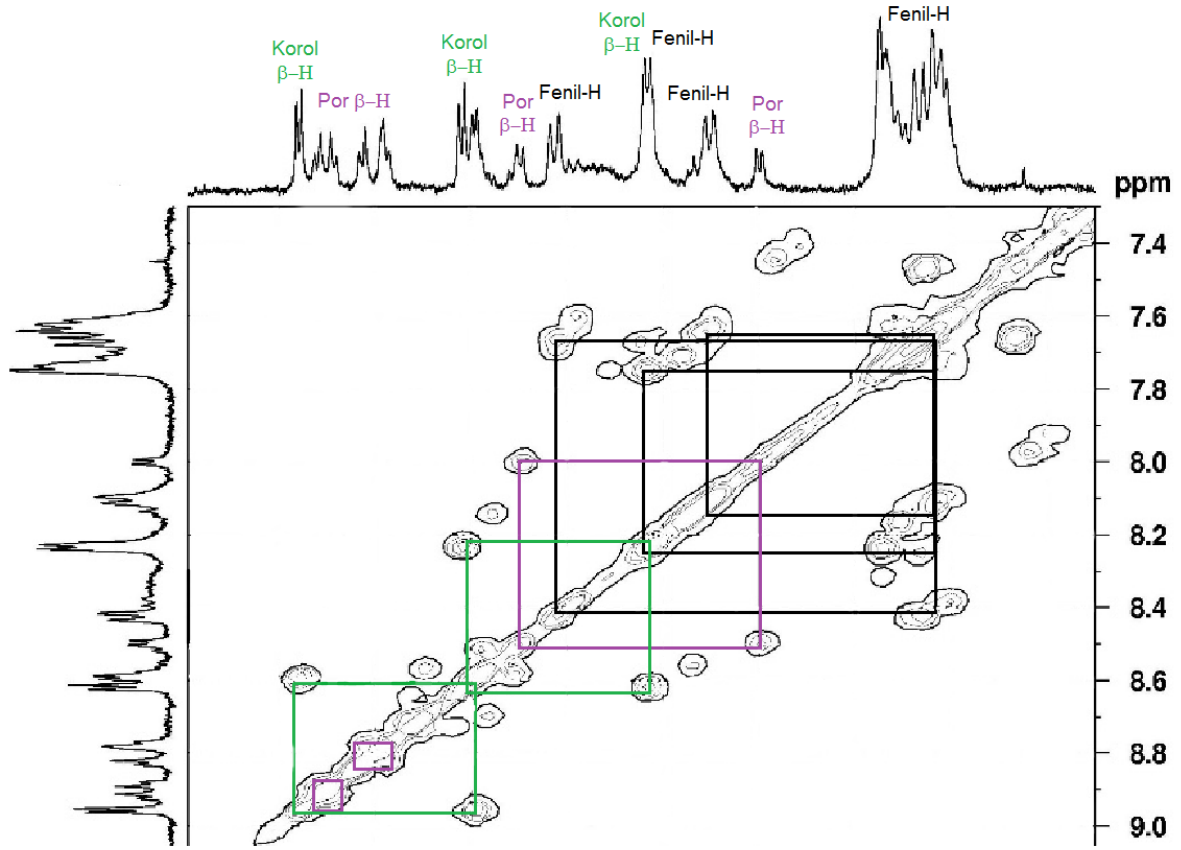 Korol
β–H
Por β–H
Korol
β–H
Por
β–H
Fenil-H
Korol
β–H
Fenil-H
Fenil-H
Por
β–H
Fenil-H
ppm
7.4
7.6
7.8
8.0
8.2
8.4
8.6
8.8
9.0